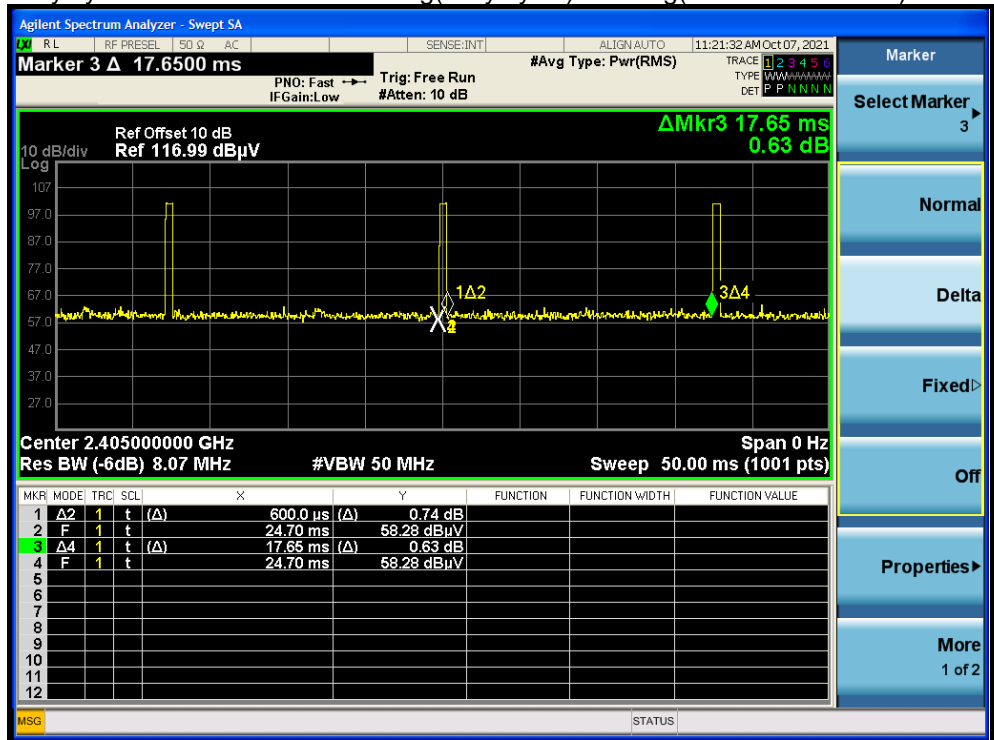 Agilent Spectrum Analyzer - Swept SA
LXI RL RF PRESEL 50 Ω AC SENSE:INT ALIGN AUTO 11:21:32 AM Oct 07, 2021
Marker 3 Δ 17.6500 ms
PNO: Fast
IFGain:Low
Trig: Free Run
#Atten: 10 dB
#Avg Type: Pwr(RMS)
TRACE 1 2 3 4 5 6
TYPE WWWWWW
DET P P N N N N
ΔMkr3 17.65 ms
0.63 dB
Ref Offset 10 dB
10 dB/div Ref 116.99 dBµV
Log
107
97.0
87.0
77.0
67.0
57.0
47.0
37.0
27.0
1Δ2
3Δ4
Center 2.405000000 GHz Span 0 Hz
Res BW (-6dB) 8.07 MHz #VBW 50 MHz Sweep 50.00 ms (1001 pts)
MKR MODE TRC SCL X Y FUNCTION FUNCTION WIDTH FUNCTION VALUE
1 Δ2 1 t (Δ) 600.0 µs (Δ) 0.74 dB
2 F 1 t 24.70 ms 58.28 dBµV
3 Δ4 1 t (Δ) 17.65 ms (Δ) 0.63 dB
4 F 1 t 24.70 ms 58.28 dBµV
5
6
7
8
9
10
11
12
MSG STATUS
Marker
Select Marker
3
Normal
Delta
Fixed
Off
Properties
More
1 of 2